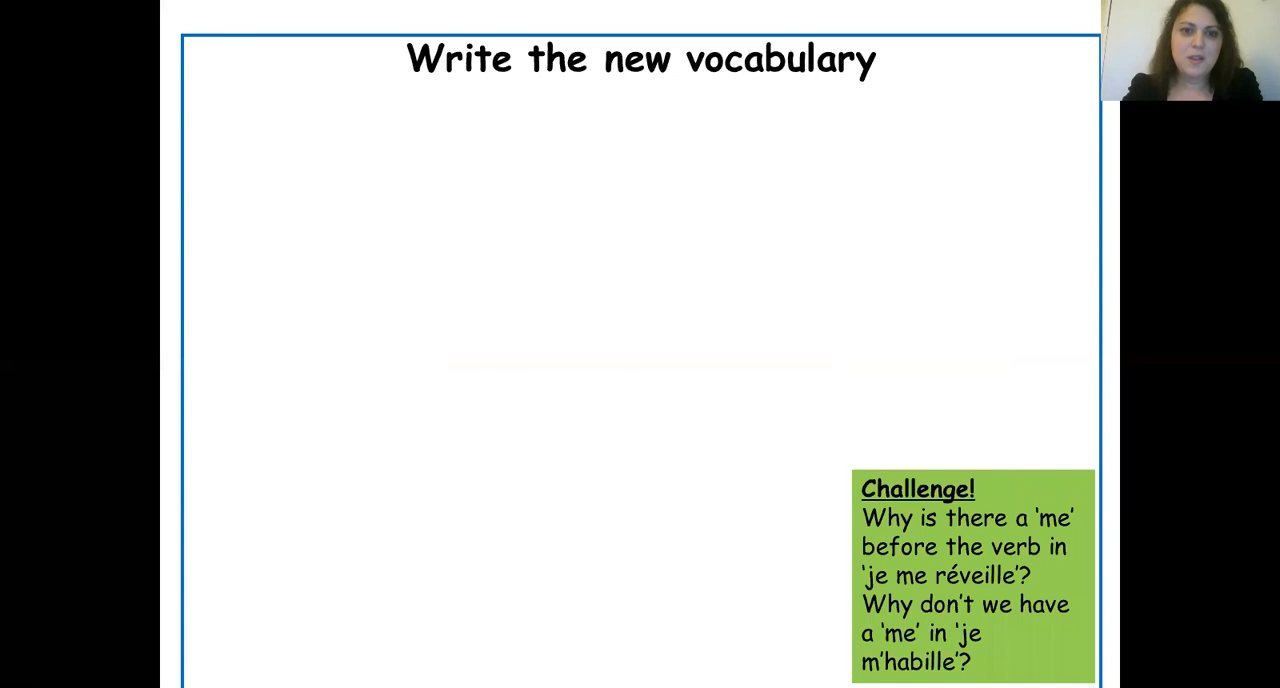 Write the new vocabulary
Challenge!
Why is there a ‘me’
before the verb in
‘je me réveille’?
Why don’t we have
a ‘me’ in ‘je
m’habille’?